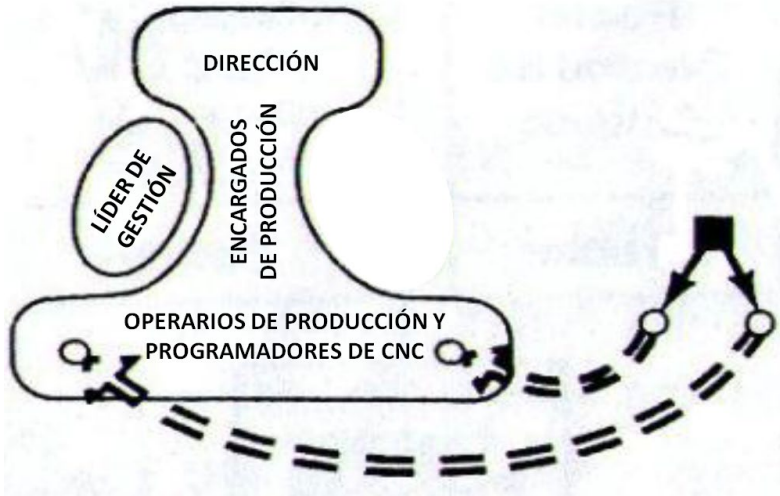 DIRECCIÓN
LÍDER DE
GESTIÓN
ENCARGADOS
DE PRODUCCIÓN
OPERARIOS DE PRODUCCIÓN Y
PROGRAMADORES DE CNC